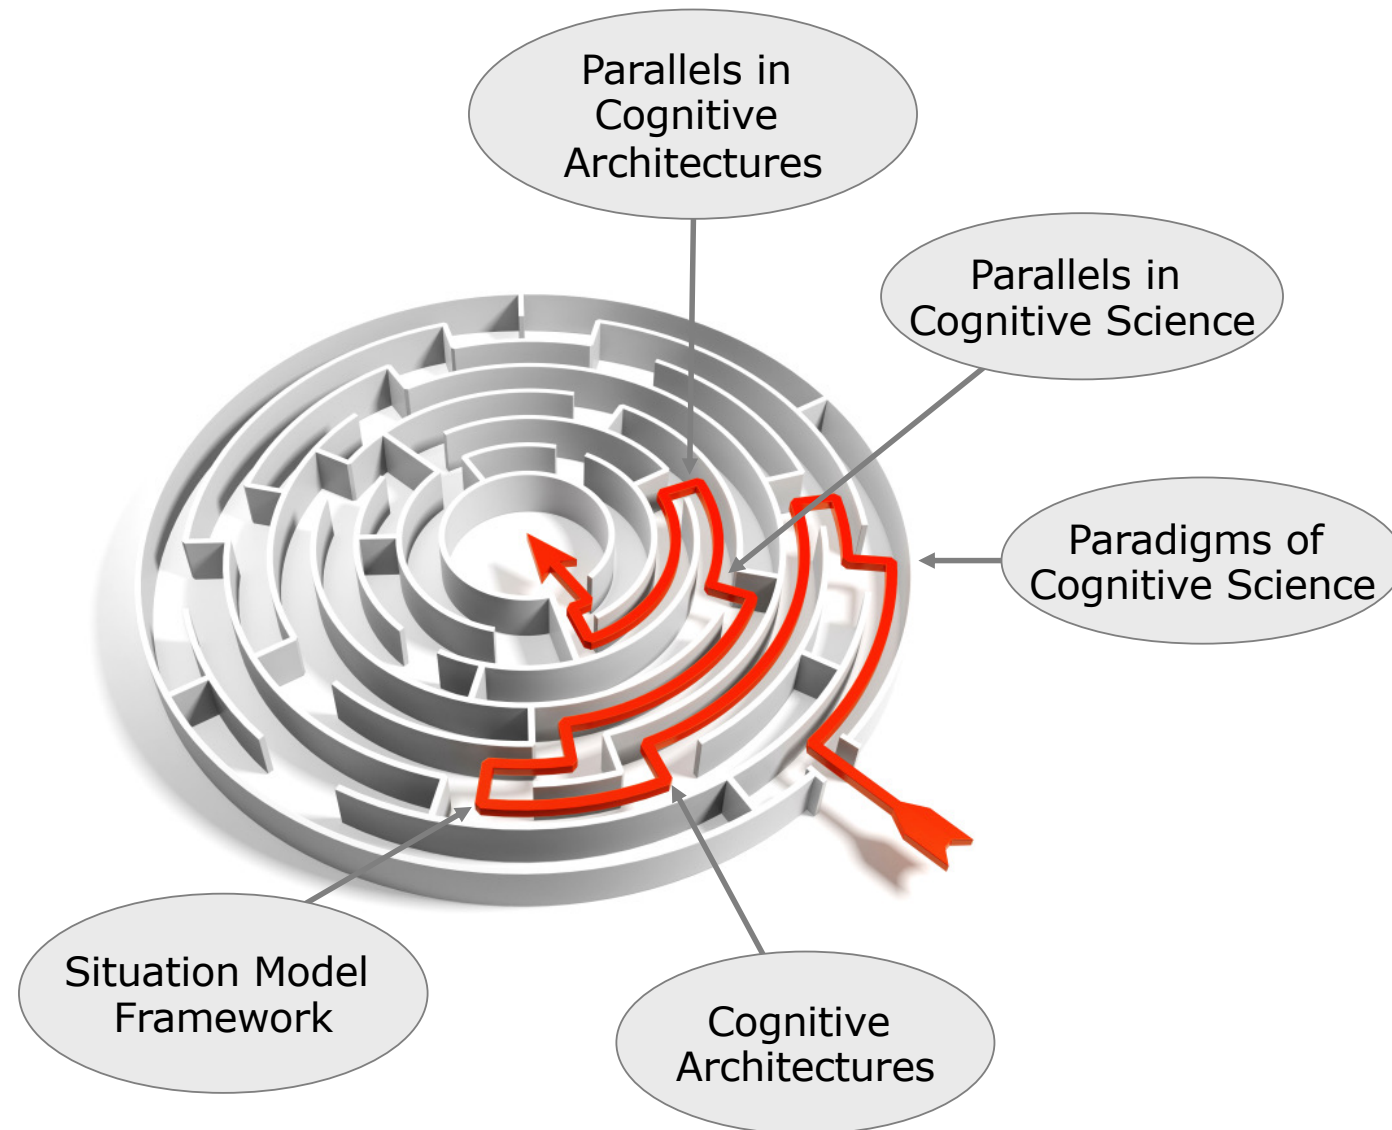 Parallels in
Cognitive
Architectures
Parallels in
Cognitive Science
Paradigms of
Cognitive Science
Situation Model
Framework
Cognitive
Architectures